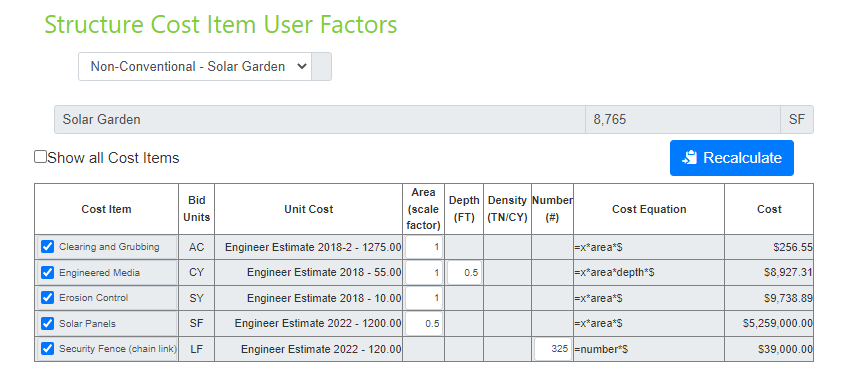 Structure Cost Item User Factors
Non-Conventional - Solar Garden
Solar Garden 8,765 SF
Show all Cost Items
Recalculate
Cost Item Bid Units Unit Cost Area (scale factor) Depth (FT) Density (TN/CY) Number (#) Cost Equation Cost
Clearing and Grubbing AC Engineer Estimate 2018-2 - 1275.00 1 =x*area*$ $256.55
Engineered Media CY Engineer Estimate 2018 - 55.00 1 0.5 =x*area*depth*$ $8,927.31
Erosion Control SY Engineer Estimate 2018 - 10.00 1 =x*area*$ $9,738.89
Solar Panels SF Engineer Estimate 2022 - 1200.00 0.5 =x*area*$ $5,259,000.00
Security Fence (chain link) LF Engineer Estimate 2022 - 120.00 325 =number*$ $39,000.00